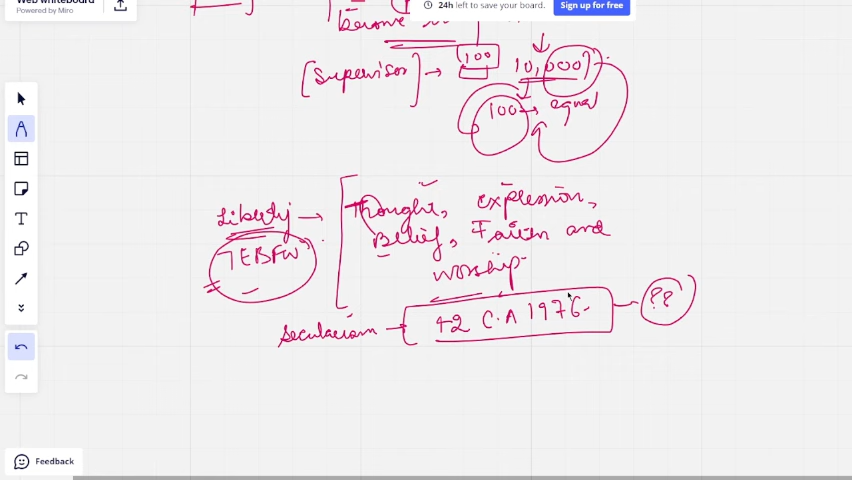 Web whiteboard
Powered by Miro
24h left to save your board.
Sign up for free
become
100
[Supervisor] → 10,000
100 → equal
Liberty → Thought, expression,
TEBFW Belief, Faith and
worship
Secularism → 42 C.A 1976 - ??
T
Feedback